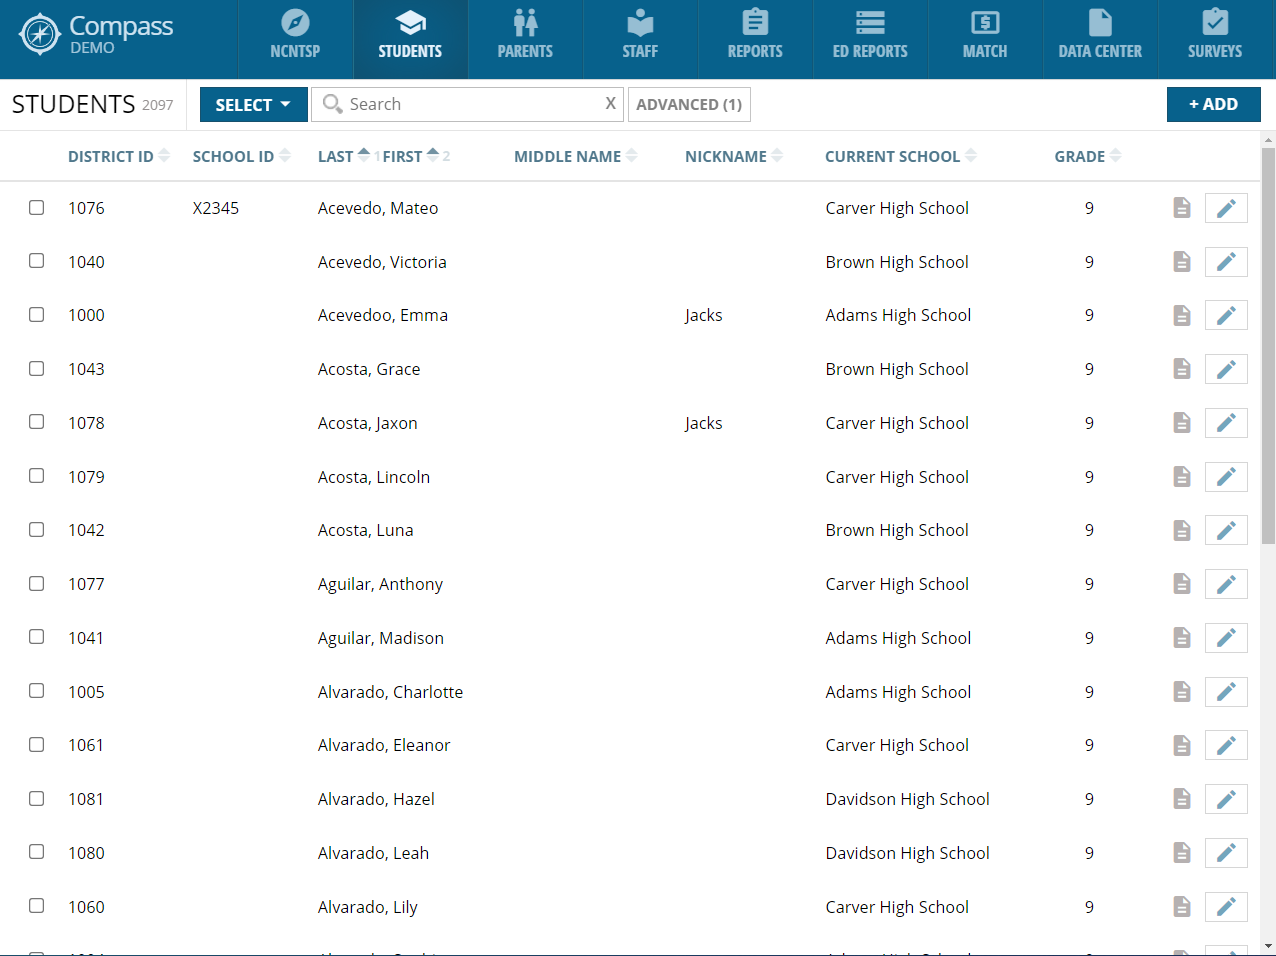 Compass
DEMO
NCNTSP STUDENTS PARENTS STAFF REPORTS ED REPORTS MATCH DATA CENTER SURVEYS
STUDENTS 2097 SELECT Search X ADVANCED (1) + ADD
DISTRICT ID SCHOOL ID LAST 1 FIRST 2 MIDDLE NAME NICKNAME CURRENT SCHOOL GRADE
1076 X2345 Acevedo, Mateo Carver High School 9
1040 Acevedo, Victoria Brown High School 9
1000 Acevedoo, Emma Jacks Adams High School 9
1043 Acosta, Grace Brown High School 9
1078 Acosta, Jaxon Jacks Carver High School 9
1079 Acosta, Lincoln Carver High School 9
1042 Acosta, Luna Brown High School 9
1077 Aguilar, Anthony Carver High School 9
1041 Aguilar, Madison Adams High School 9
1005 Alvarado, Charlotte Adams High School 9
1061 Alvarado, Eleanor Carver High School 9
1081 Alvarado, Hazel Davidson High School 9
1080 Alvarado, Leah Davidson High School 9
1060 Alvarado, Lily Carver High School 9